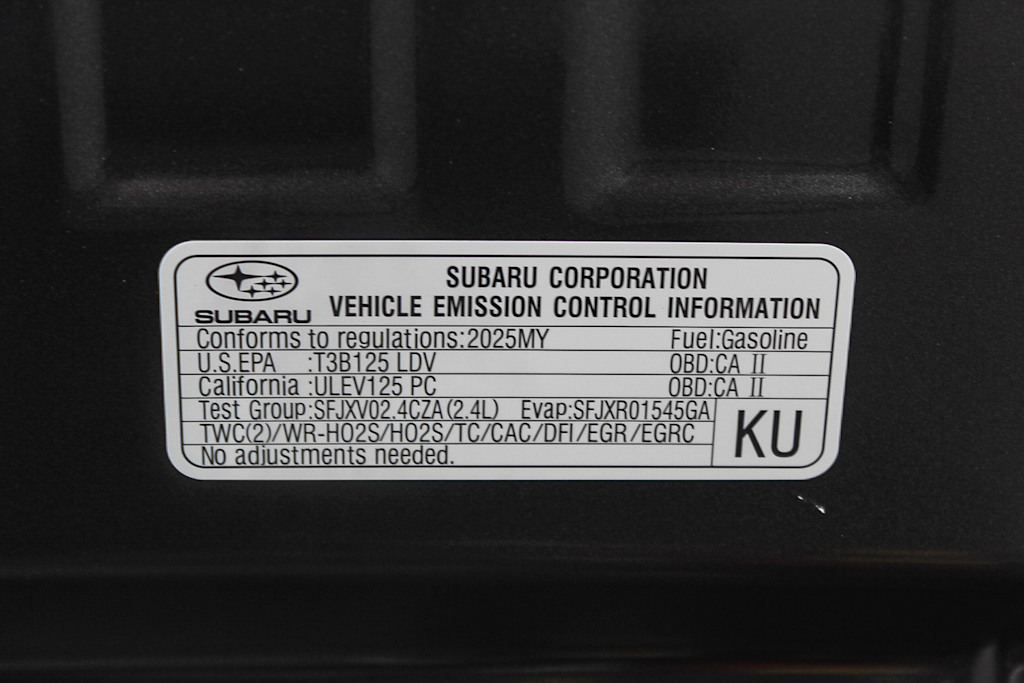 SUBARU
SUBARU CORPORATION
VEHICLE EMISSION CONTROL INFORMATION
Conforms to regulations:2025MY Fuel:Gasoline
U.S.EPA :T3B125 LDV OBD:CA II
California :ULEV125 PC OBD:CA II
Test Group:SFJXV02.4CZA(2.4L) Evap:SFJXR01545GA
TWC(2)/WR-HO2S/HO2S/TC/CAC/DFI/EGR/EGRC
No adjustments needed.
KU